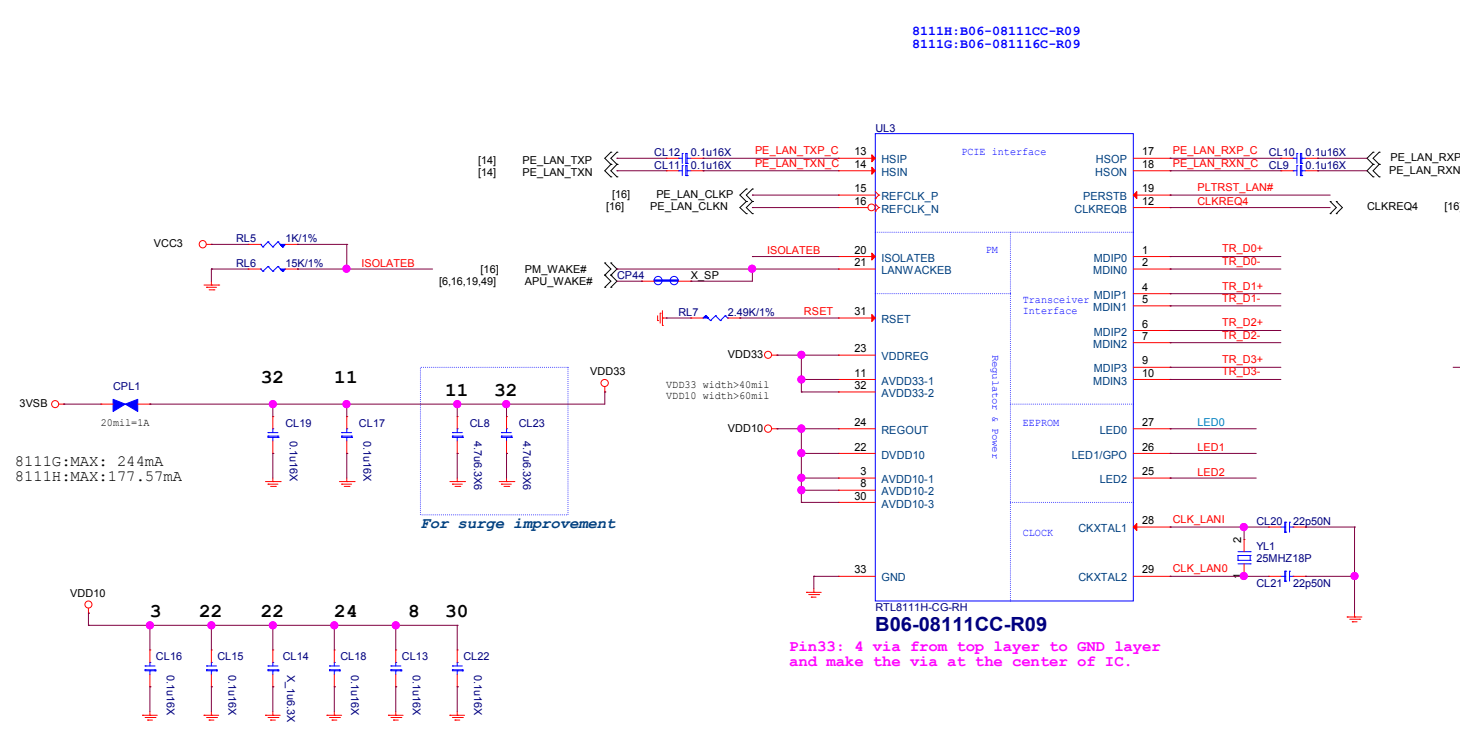 8111H:B06-08111CC-R09
8111G:B06-081116C-R09
UL3
[14] PE_LAN_TXP CL12 0.1u16X PE_LAN_TXP_C 13 HSIP
[14] PE_LAN_TXN CL11 0.1u16X PE_LAN_TXN_C 14 HSIN
PCIE interface
HSOP 17 PE_LAN_RXP_C CL10 0.1u16X PE_LAN_RXP
HSON 18 PE_LAN_RXN_C CL9 0.1u16X PE_LAN_RXN
[16] PE_LAN_CLKP 15 REFCLK_P
[16] PE_LAN_CLKN 16 REFCLK_N
PERSTB 19 PLTRST_LAN#
CLKREQB 12 CLKREQ4 CLKREQ4 [16
VCC3 RL5 1K/1%
RL6 15K/1% ISOLATEB
ISOLATEB 20 ISOLATEB
[16] PM_WAKE# 21 LANWACKEB
[6,16,19,49] APU_WAKE# CP44 X_SP
PM
MDIP0 1 TR_D0+
MDIN0 2 TR_D0-
MDIP1 4 TR_D1+
MDIN1 5 TR_D1-
Transceiver
Interface
MDIP2 6 TR_D2+
MDIN2 7 TR_D2-
MDIP3 9 TR_D3+
MDIN3 10 TR_D3-
RL7 2.49K/1% RSET 31 RSET
VDD33 23 VDDREG
11 AVDD33-1
32 AVDD33-2
VDD33 width>40mil
VDD10 width>60mil
Regulator & Power
VDD10 24 REGOUT
22 DVDD10
3 AVDD10-1
8 AVDD10-2
30 AVDD10-3
EEPROM
LED0 27 LED0
LED1/GPO 26 LED1
LED2 25 LED2
CLOCK
CKXTAL1 28 CLK_LANI CL20 22p50N
2 YL1
25MHZ18P
1
CKXTAL2 29 CLK_LAN0 CL21 22p50N
33 GND
RTL8111H-CG-RH
B06-08111CC-R09
Pin33: 4 via from top layer to GND layer
and make the via at the center of IC.
3VSB CPL1 32 11 11 32 VDD33
20mil=1A
CL19 0.1u16X
CL17 0.1u16X
CL8 4.7u6.3X6
CL23 4.7u6.3X6
8111G:MAX: 244mA
8111H:MAX:177.57mA
For surge improvement
VDD10 3 22 22 24 8 30
CL16 0.1u16X
CL15 0.1u16X
CL14 X_1u6.3X
CL18 0.1u16X
CL13 0.1u16X
CL22 0.1u16X